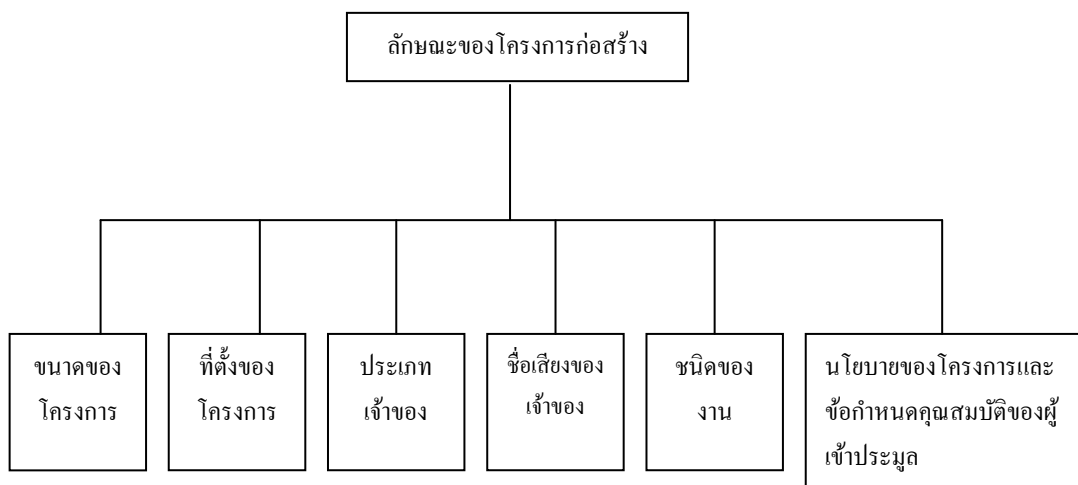 ลักษณะของโครงการก่อสร้าง
ขนาดของ
โครงการ
ที่ตั้งของ
โครงการ
ประเภท
เจ้าของ
ชื่อเสียงของ
เจ้าของ
ชนิดของ
งาน
นโยบายของโครงการและ
ข้อกำหนดคุณสมบัติของผู้
เข้าประมูล